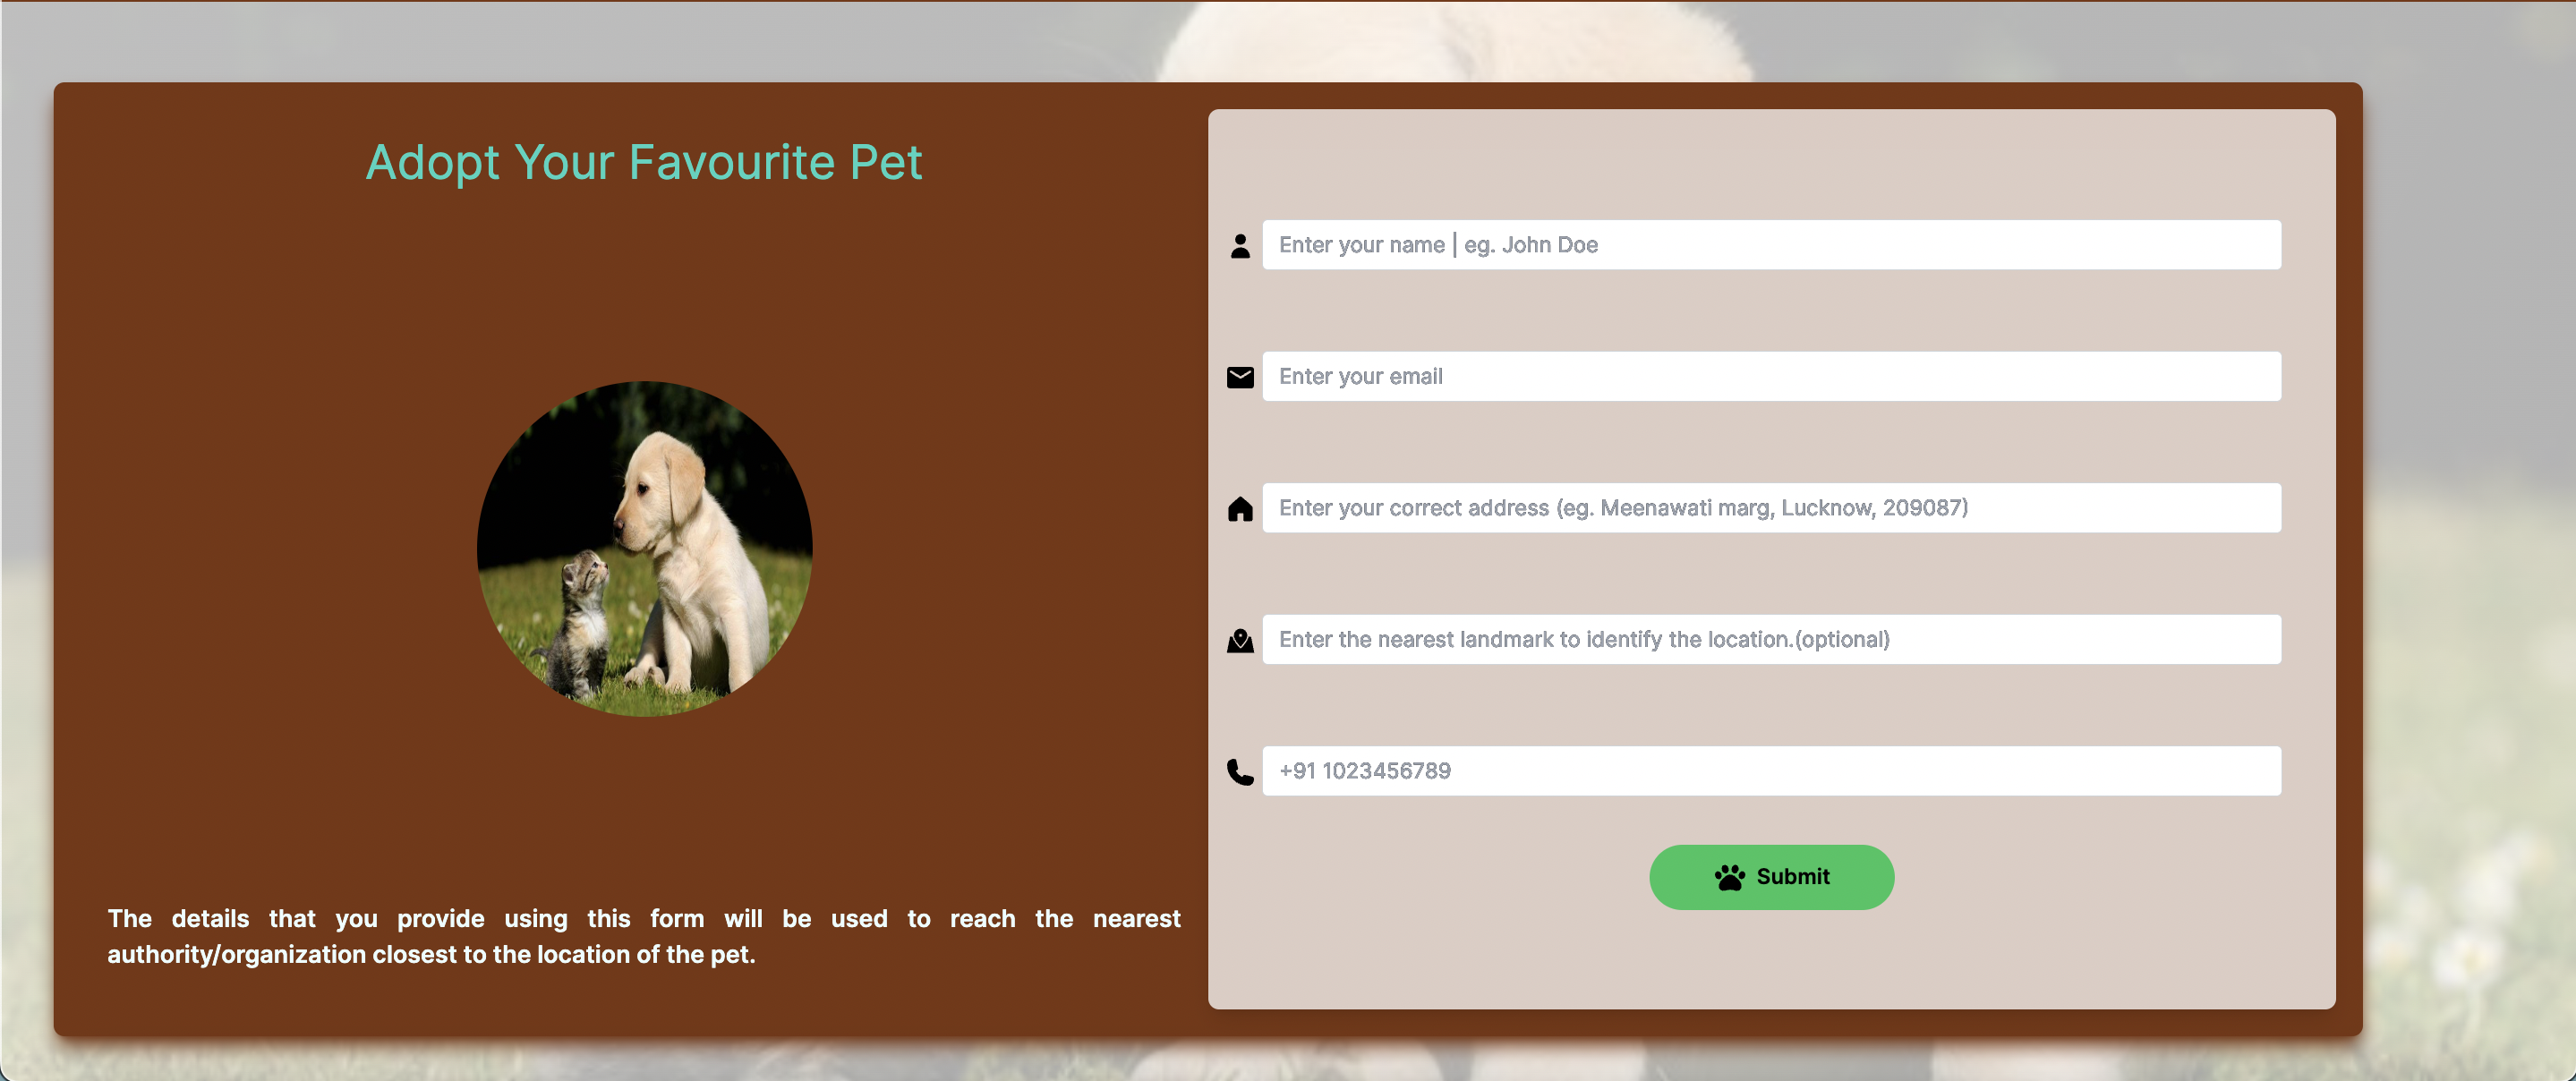 Adopt Your Favourite Pet
The details that you provide using this form will be used to reach the nearest
authority/organization closest to the location of the pet.
Enter your name | eg. John Doe
Enter your email
Enter your correct address (eg. Meenawati marg, Lucknow, 209087)
Enter the nearest landmark to identify the location.(optional)
+91 1023456789
Submit